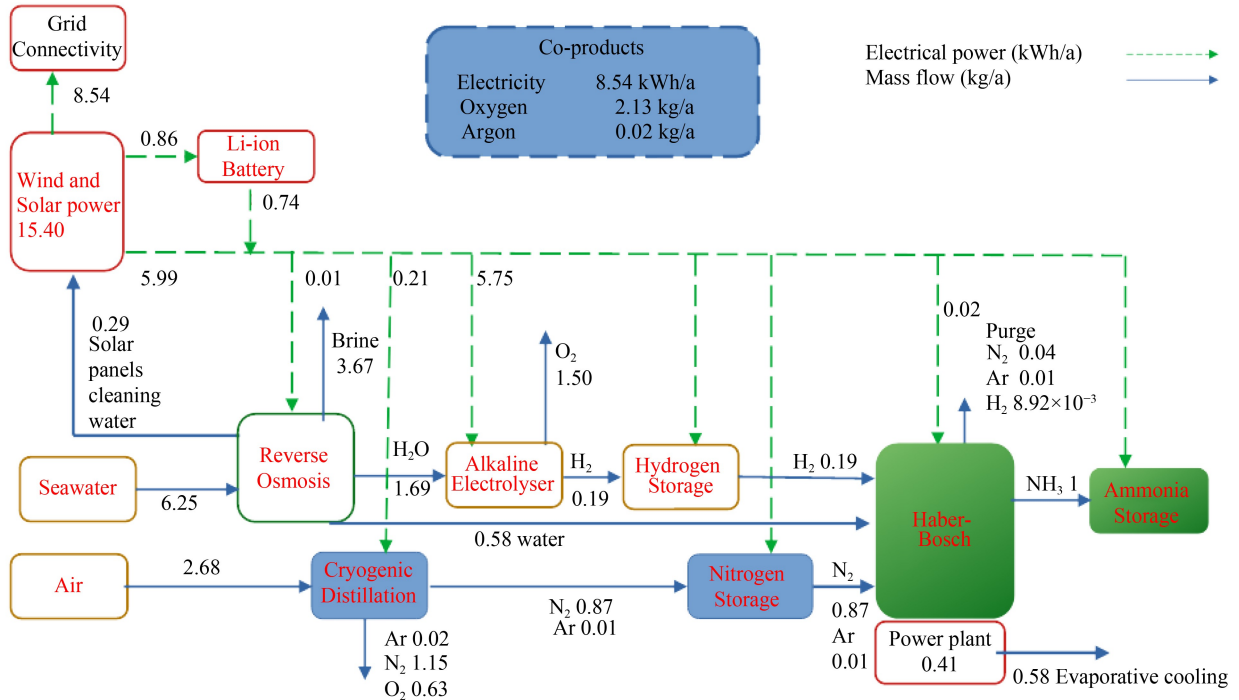 Grid
Connectivity
8.54
Co-products
Electricity 8.54 kWh/a
Oxygen 2.13 kg/a
Argon 0.02 kg/a
Electrical power (kWh/a)
Mass flow (kg/a)
0.86
Li-ion
Battery
Wind and
Solar power
15.40
0.74
5.99
0.01
0.21
5.75
0.02
0.29
Solar
panels
cleaning
water
Brine
3.67
O₂
1.50
Purge
N₂ 0.04
Ar 0.01
H₂ 8.92×10⁻³
Seawater
6.25
Reverse
Osmosis
H₂O
1.69
Alkaline
Electrolyser
H₂
0.19
Hydrogen
Storage
H₂ 0.19
Haber-
Bosch
NH₃ 1
Ammonia
Storage
0.58 water
Air
2.68
Cryogenic
Distillation
N₂ 0.87
Ar 0.01
Nitrogen
Storage
N₂
0.87
Ar
0.01
Ar 0.02
N₂ 1.15
O₂ 0.63
Power plant
0.41
0.58 Evaporative cooling